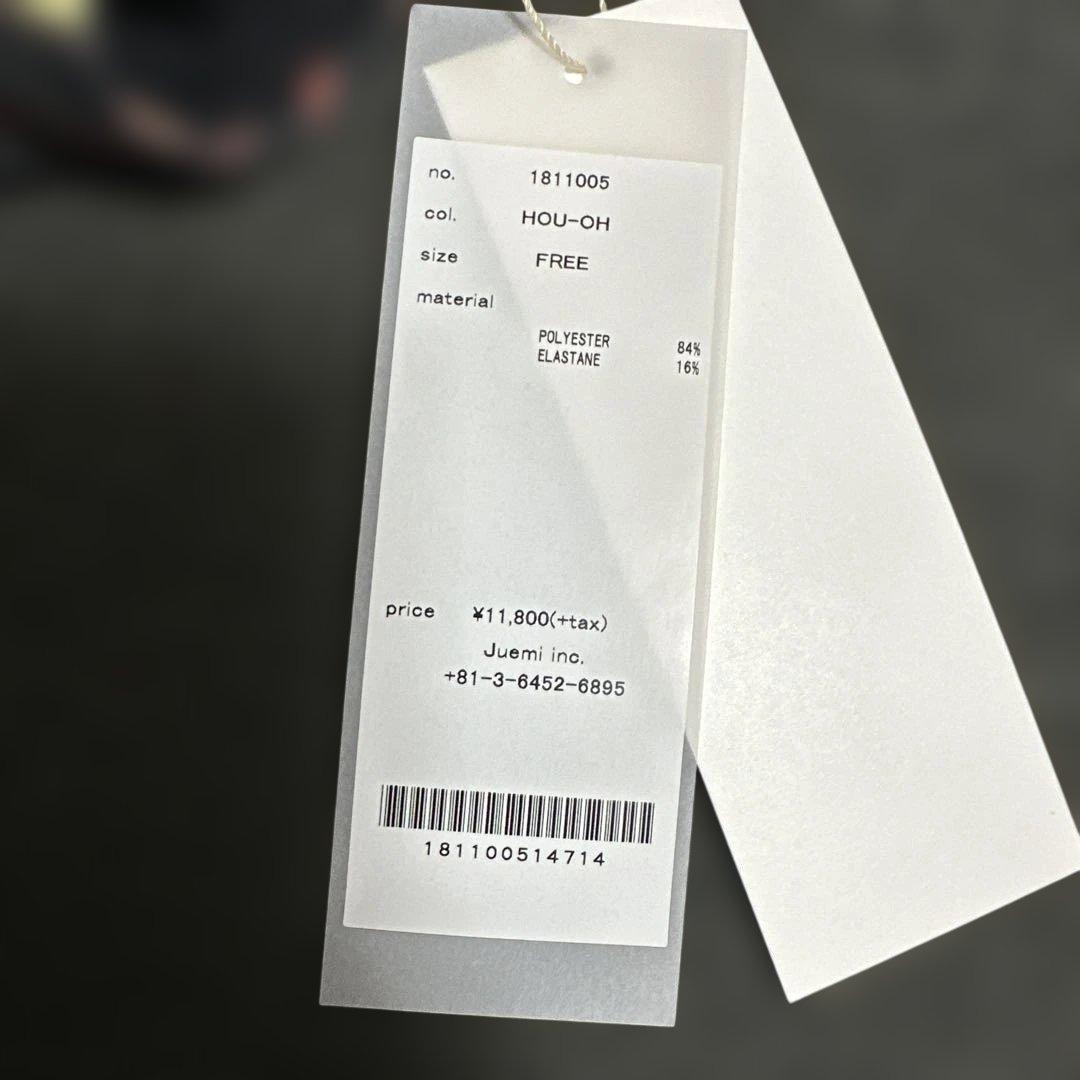 no. 1811005
col. HOU-OH
size FREE
material
POLYESTER 84%
ELASTANE 16%
price ¥11,800(+tax)
Juemi inc.
+81-3-6452-6895
181100514714